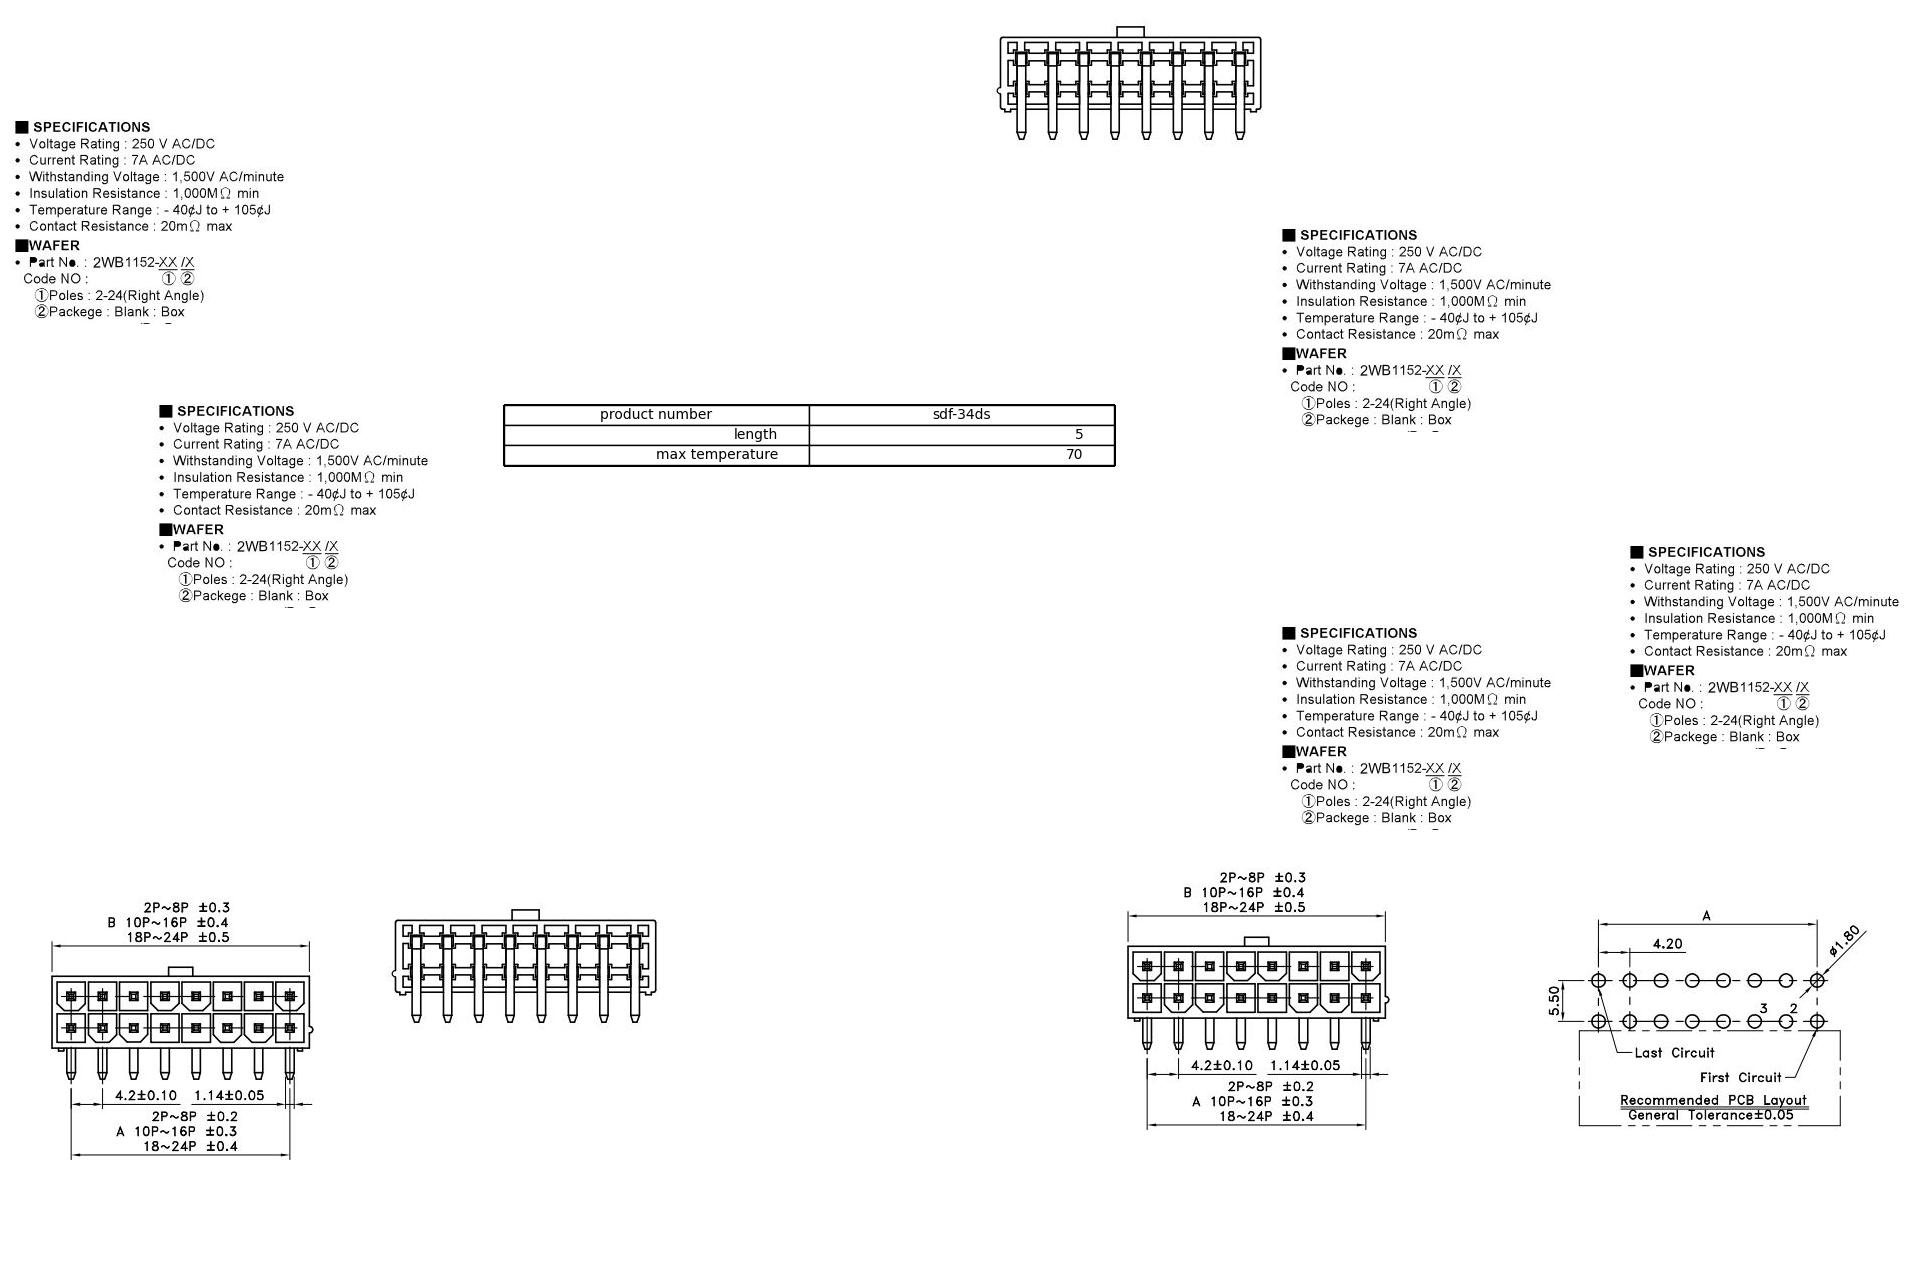 ■ SPECIFICATIONS
• Voltage Rating : 250 V AC/DC
• Current Rating : 7A AC/DC
• Withstanding Voltage : 1,500V AC/minute
• Insulation Resistance : 1,000MΩ min
• Temperature Range : - 40¢J to + 105¢J
• Contact Resistance : 20mΩ max
■WAFER
• Part No. : 2WB1152-XX /X
Code NO : ① ②
①Poles : 2-24(Right Angle)
②Packege : Blank : Box
■ SPECIFICATIONS
• Voltage Rating : 250 V AC/DC
• Current Rating : 7A AC/DC
• Withstanding Voltage : 1,500V AC/minute
• Insulation Resistance : 1,000MΩ min
• Temperature Range : - 40¢J to + 105¢J
• Contact Resistance : 20mΩ max
■WAFER
• Part No. : 2WB1152-XX /X
Code NO : ① ②
①Poles : 2-24(Right Angle)
②Packege : Blank : Box
■ SPECIFICATIONS
• Voltage Rating : 250 V AC/DC
• Current Rating : 7A AC/DC
• Withstanding Voltage : 1,500V AC/minute
• Insulation Resistance : 1,000MΩ min
• Temperature Range : - 40¢J to + 105¢J
• Contact Resistance : 20mΩ max
■WAFER
• Part No. : 2WB1152-XX /X
Code NO : ① ②
①Poles : 2-24(Right Angle)
②Packege : Blank : Box
product number sdf-34ds
length 5
max temperature 70
■ SPECIFICATIONS
• Voltage Rating : 250 V AC/DC
• Current Rating : 7A AC/DC
• Withstanding Voltage : 1,500V AC/minute
• Insulation Resistance : 1,000MΩ min
• Temperature Range : - 40¢J to + 105¢J
• Contact Resistance : 20mΩ max
■WAFER
• Part No. : 2WB1152-XX /X
Code NO : ① ②
①Poles : 2-24(Right Angle)
②Packege : Blank : Box
■ SPECIFICATIONS
• Voltage Rating : 250 V AC/DC
• Current Rating : 7A AC/DC
• Withstanding Voltage : 1,500V AC/minute
• Insulation Resistance : 1,000MΩ min
• Temperature Range : - 40¢J to + 105¢J
• Contact Resistance : 20mΩ max
■WAFER
• Part No. : 2WB1152-XX /X
Code NO : ① ②
①Poles : 2-24(Right Angle)
②Packege : Blank : Box
2P~8P ±0.3
B 10P~16P ±0.4
18P~24P ±0.5
4.2±0.10 1.14±0.05
2P~8P ±0.2
A 10P~16P ±0.3
18~24P ±0.4
2P~8P ±0.3
B 10P~16P ±0.4
18P~24P ±0.5
4.2±0.10 1.14±0.05
2P~8P ±0.2
A 10P~16P ±0.3
18~24P ±0.4
A
4.20
ø1.80
5.50
3 2
Last Circuit
First Circuit
Recommended PCB Layout
General Tolerance±0.05